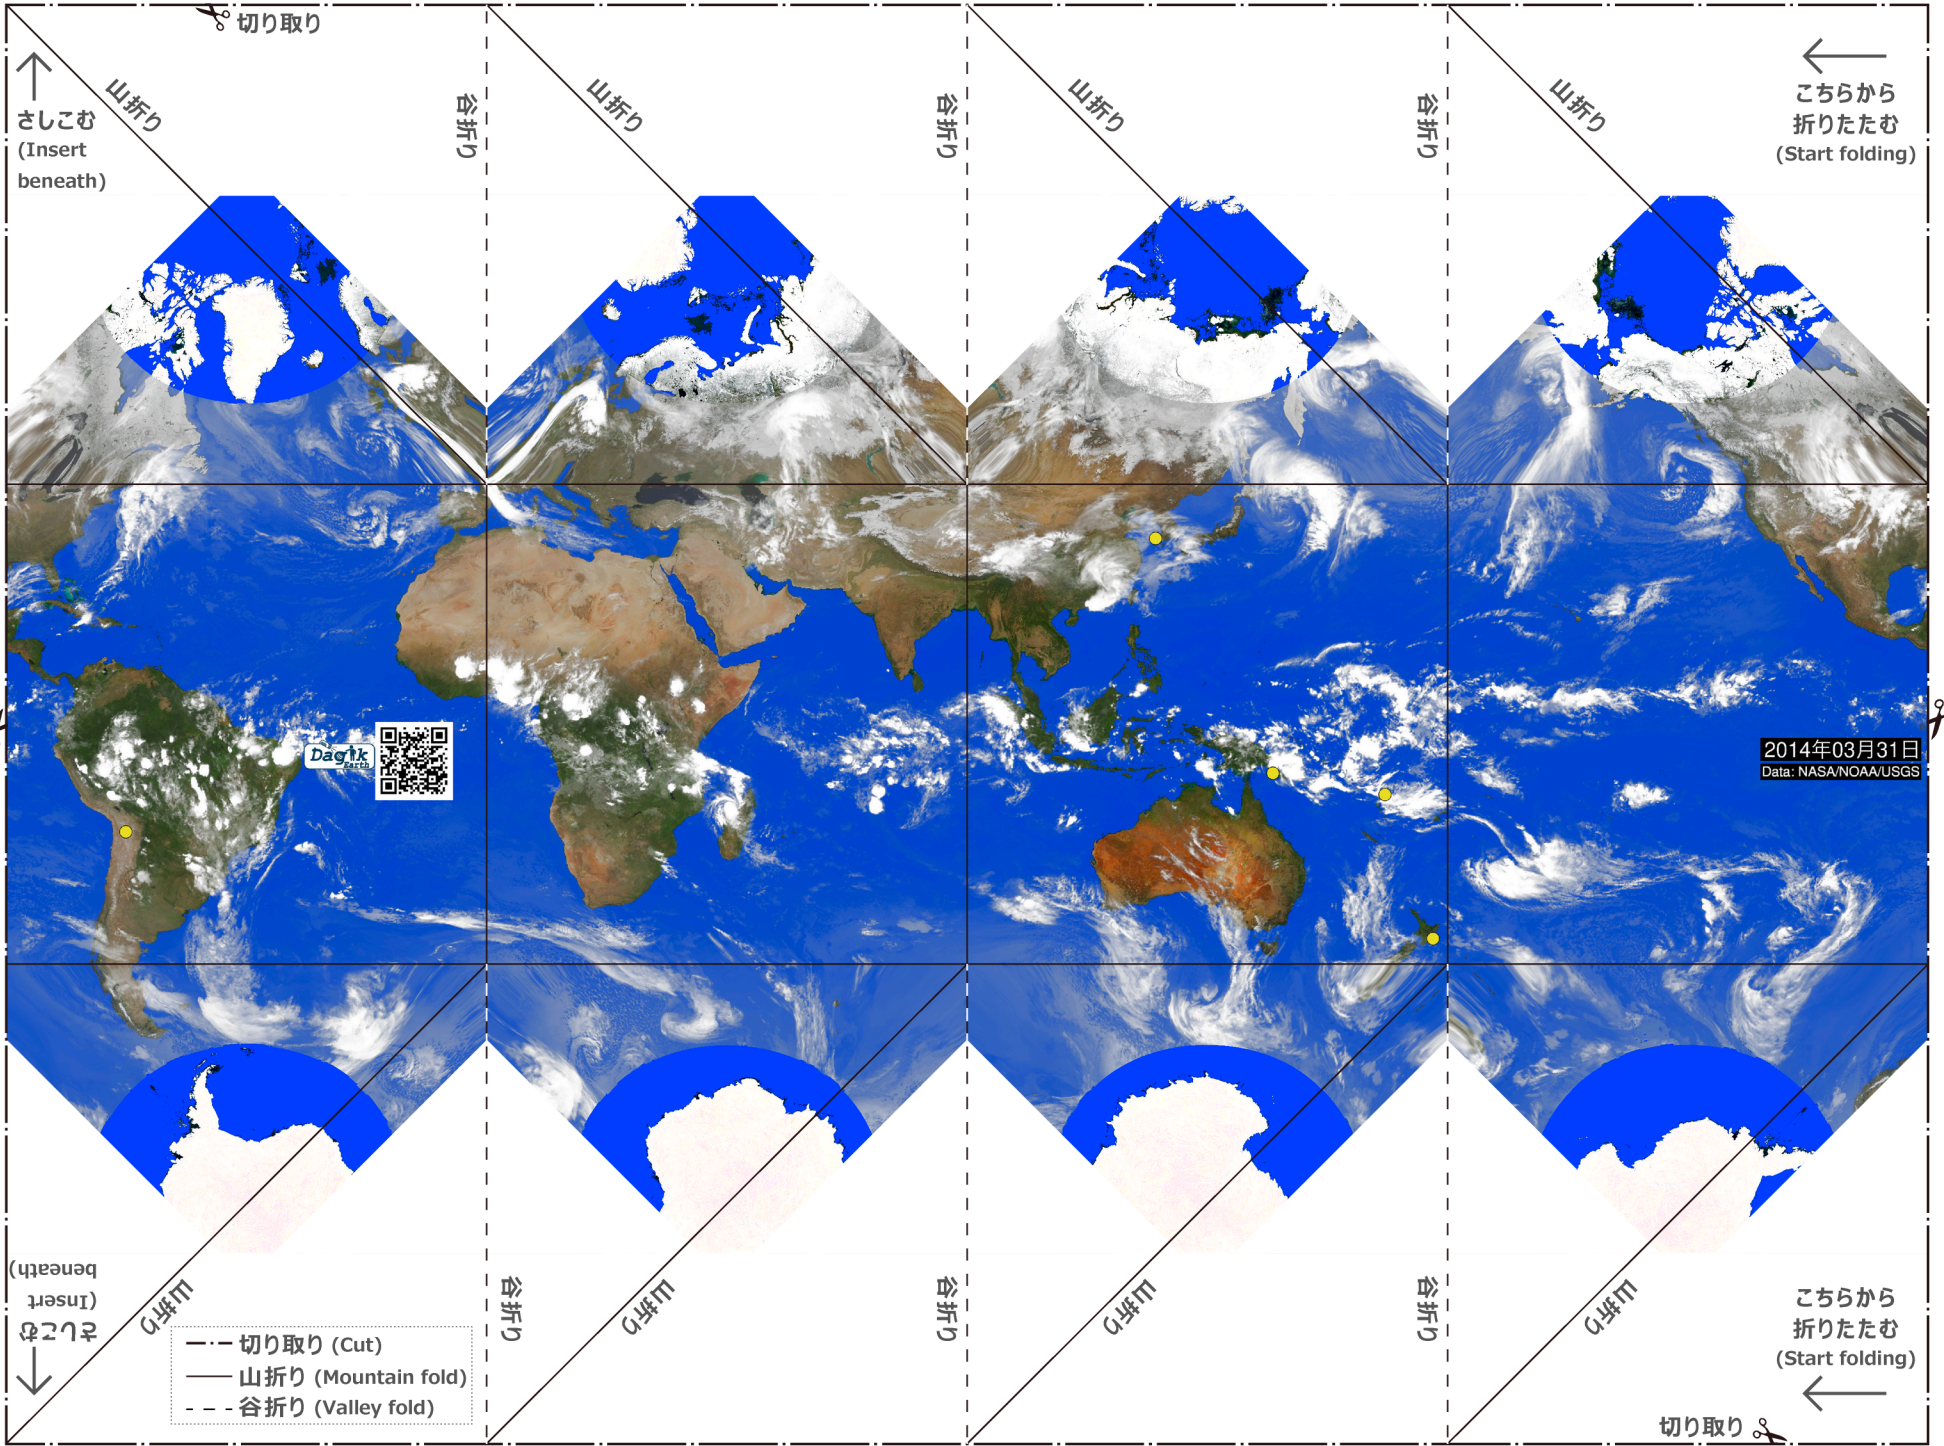 切り取り
山折り
谷折り
山折り
谷折り
山折り
谷折り
山折り
こちらから
折りたたむ
(Start folding)
さしこむ
(Insert
beneath)
Dagik
Earth
2014年03月31日
Data: NASA/NOAA/USGS
さしこむ
(Insert
beneath)
山折り
谷折り
山折り
谷折り
山折り
谷折り
山折り
こちらから
折りたたむ
(Start folding)
切り取り (Cut)
山折り (Mountain fold)
谷折り (Valley fold)
切り取り